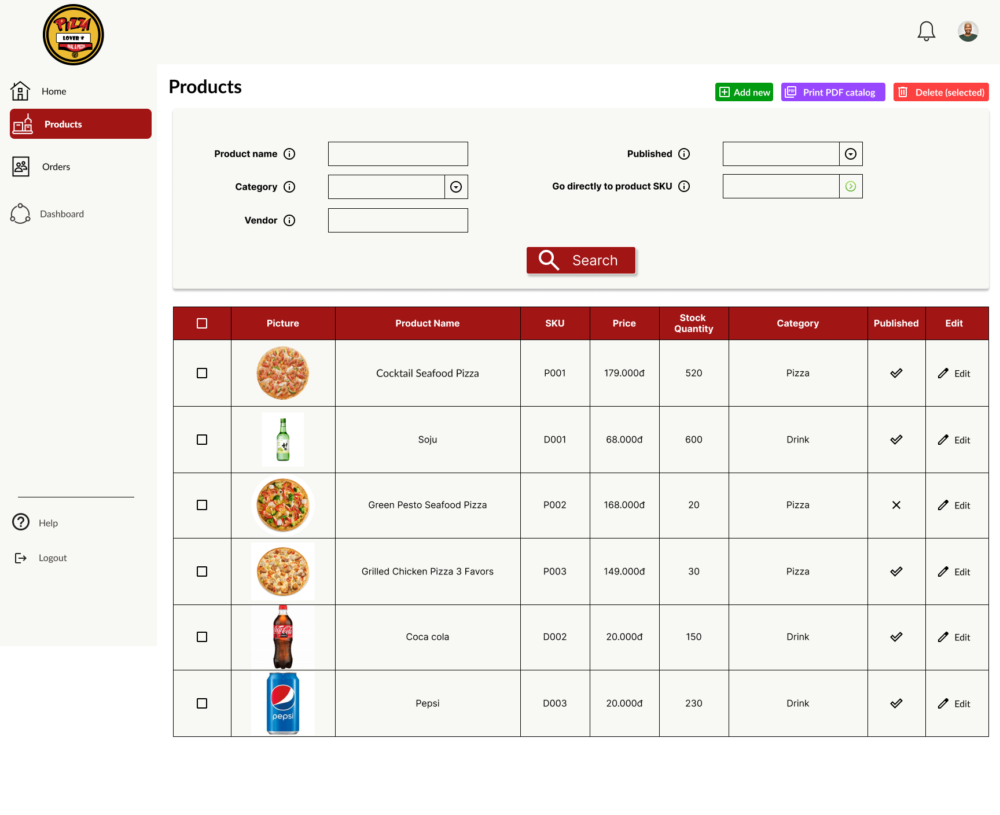 PIZZA
LOVER
DIAL A PIZZA
Home
Products
Orders
Dashboard
Help
Logout
Products
Add new
PDF
Print PDF catalog
Delete (selected)
Product name
Published
Category
Go directly to product SKU
Vendor
Search
Picture
Product Name
SKU
Price
Stock
Quantity
Category
Published
Edit
Cocktail Seafood Pizza
P001
179.000đ
520
Pizza
Edit
Soju
D001
68.000đ
600
Drink
Edit
Green Pesto Seafood Pizza
P002
168.000đ
20
Pizza
Edit
Grilled Chicken Pizza 3 Favors
P003
149.000đ
30
Pizza
Edit
Coca-Cola
Coca cola
D002
20.000đ
150
Drink
Edit
pepsi
Pepsi
D003
20.000đ
230
Drink
Edit